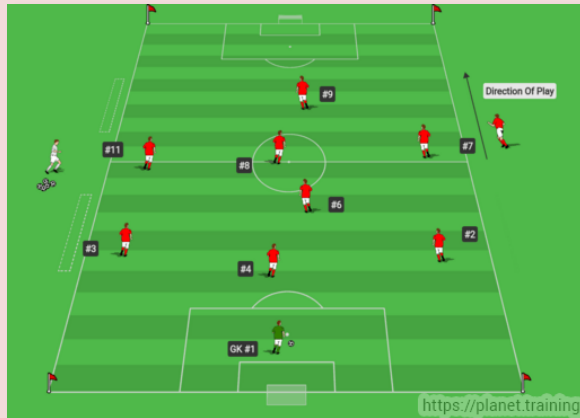 Direction Of Play
#9
#11
#7
#8
#6
#3
#2
#4
GK #1
https://planet.training